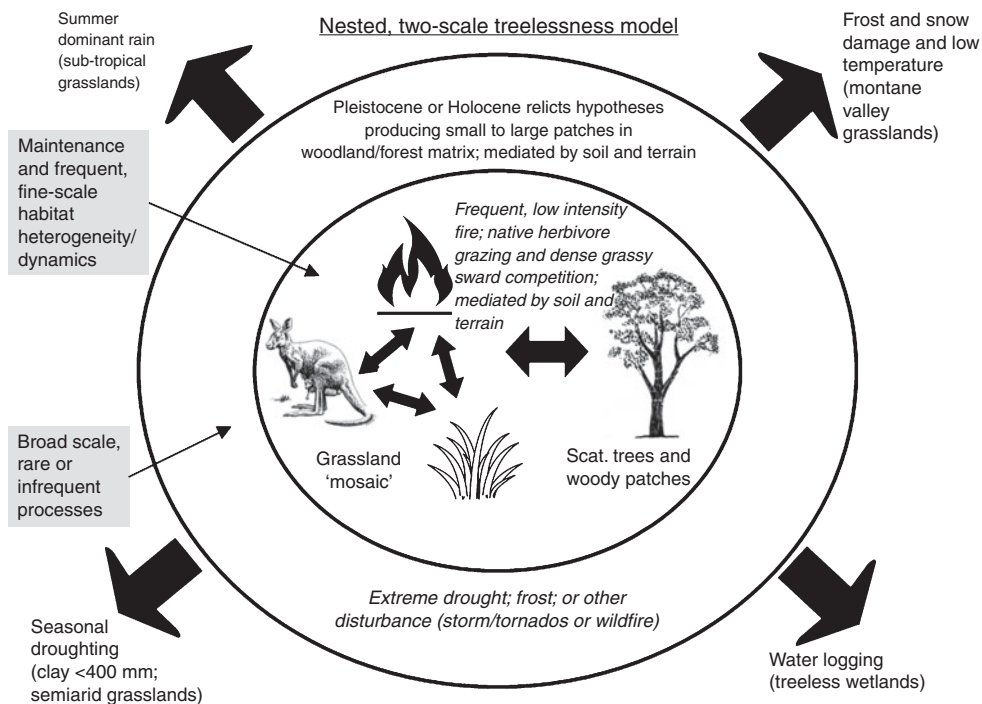 Nested, two-scale treelessness model
Summer
dominant rain
(sub-tropical
grasslands)
Frost and snow
damage and low
temperature
(montane
valley
grasslands)
Pleistocene or Holocene relicts hypotheses
producing small to large patches in
woodland/forest matrix; mediated by soil and terrain
Maintenance
and frequent,
fine-scale
habitat
heterogeneity/
dynamics
Frequent, low intensity
fire; native herbivore
grazing and dense grassy
sward competition;
mediated by soil and
terrain
Broad scale,
rare or
infrequent
processes
Grassland
‘mosaic’
Scat. trees and
woody patches
Extreme drought; frost; or other
disturbance (storm/tornados or wildfire)
Seasonal
droughting
(clay <400 mm;
semiarid grasslands)
Water logging
(treeless wetlands)